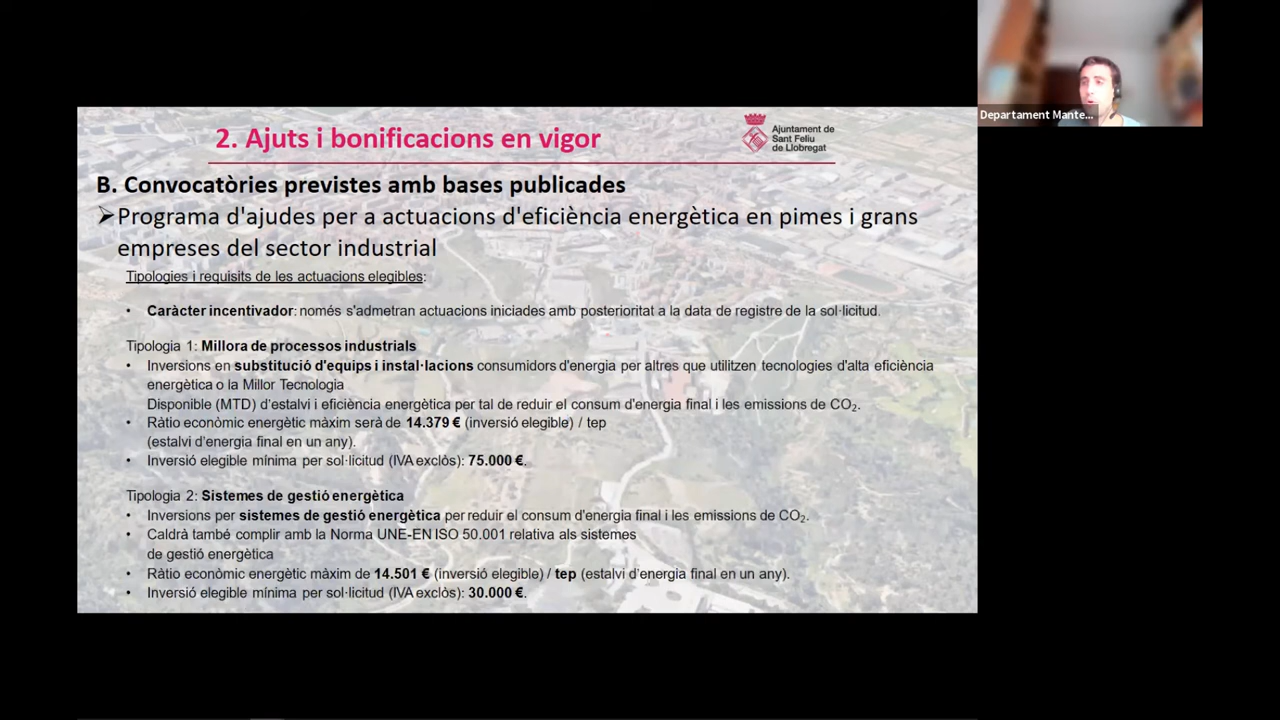 Departament Mante...
2. Ajuts i bonificacions en vigor
Ajuntament de
Sant Feliu
de Llobregat
B. Convocatòries previstes amb bases publicades
➢Programa d'ajudes per a actuacions d'eficiència energètica en pimes i grans
empreses del sector industrial
Tipologies i requisits de les actuacions elegibles:
• Caràcter incentivador: només s'admetran actuacions iniciades amb posterioritat a la data de registre de la sol·licitud.
Tipologia 1: Millora de processos industrials
• Inversions en substitució d'equips i instal·lacions consumidors d'energia per altres que utilitzen tecnologies d'alta eficiència
energètica o la Millor Tecnologia
Disponible (MTD) d'estalvi i eficiència energètica per tal de reduir el consum d'energia final i les emissions de CO₂.
• Ràtio econòmic energètic màxim serà de 14.379 € (inversió elegible) / tep
(estalvi d'energia final en un any).
• Inversió elegible mínima per sol·licitud (IVA exclòs): 75.000 €.
Tipologia 2: Sistemes de gestió energètica
• Inversions per sistemes de gestió energètica per reduir el consum d'energia final i les emissions de CO₂.
• Caldrà també complir amb la Norma UNE-EN ISO 50.001 relativa als sistemes
de gestió energètica
• Ràtio econòmic energètic màxim de 14.501 € (inversió elegible) / tep (estalvi d'energia final en un any).
• Inversió elegible mínima per sol·licitud (IVA exclòs): 30.000 €.